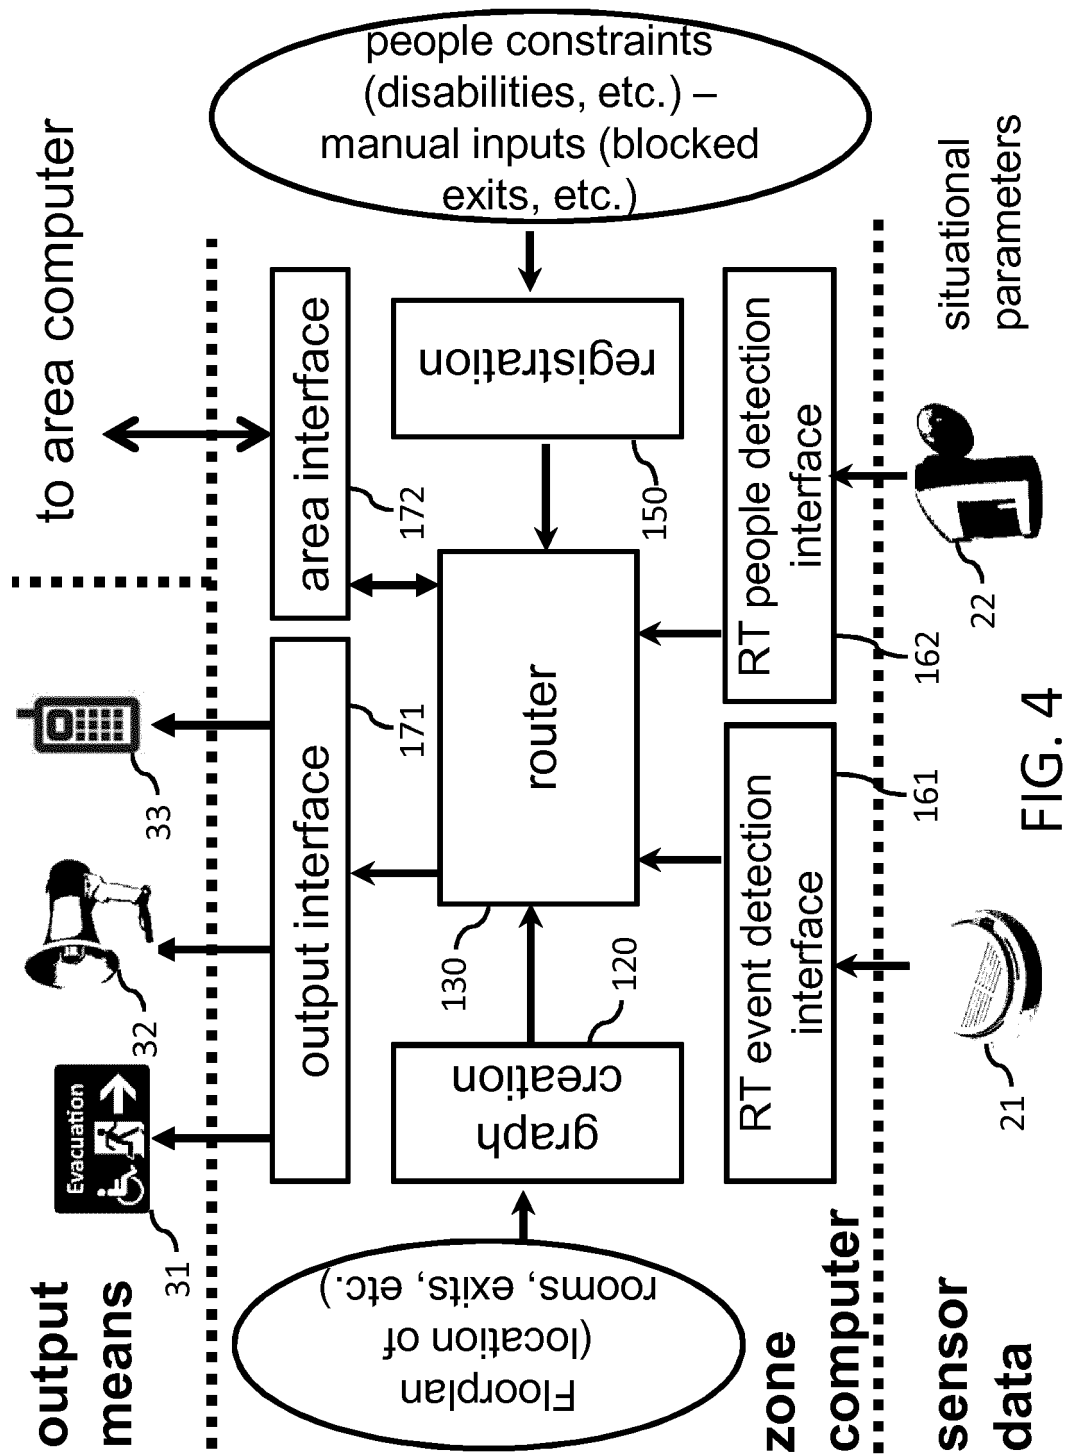 output
means
to area computer
Evacuation
31
32
33
output interface
171
area interface
172
Floorplan
(location of
rooms, exits, etc.)
graph
creation
120
130
router
registration
150
people constraints
(disabilities, etc.) –
manual inputs (blocked
exits, etc.)
RT event detection
interface
161
RT people detection
interface
162
zone
computer
sensor
data
21
22
situational
parameters
FIG. 4